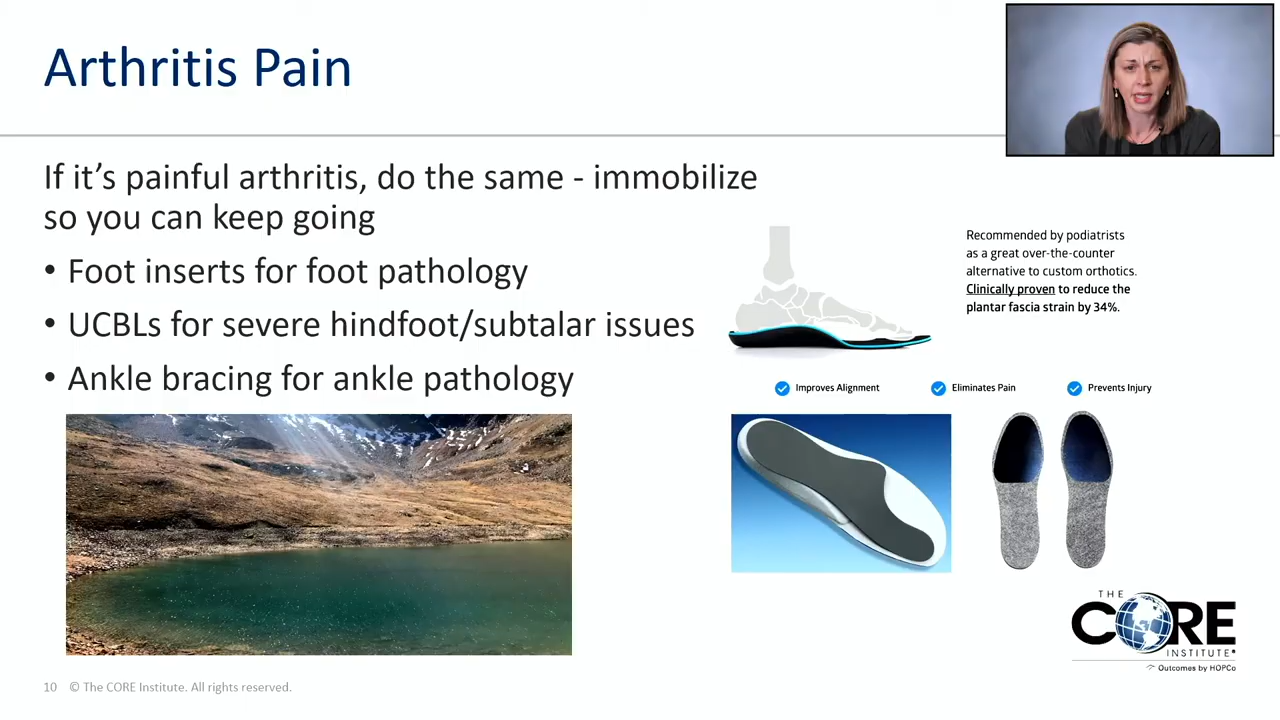 Arthritis Pain
If it's painful arthritis, do the same - immobilize
so you can keep going
• Foot inserts for foot pathology
• UCBLs for severe hindfoot/subtalar issues
• Ankle bracing for ankle pathology
Recommended by podiatrists
as a great over-the-counter
alternative to custom orthotics.
Clinically proven to reduce the
plantar fascia strain by 34%.
Improves Alignment
Eliminates Pain
Prevents Injury
THE
CORE
INSTITUTE
Outcomes by HOPCo
10 © The CORE Institute. All rights reserved.